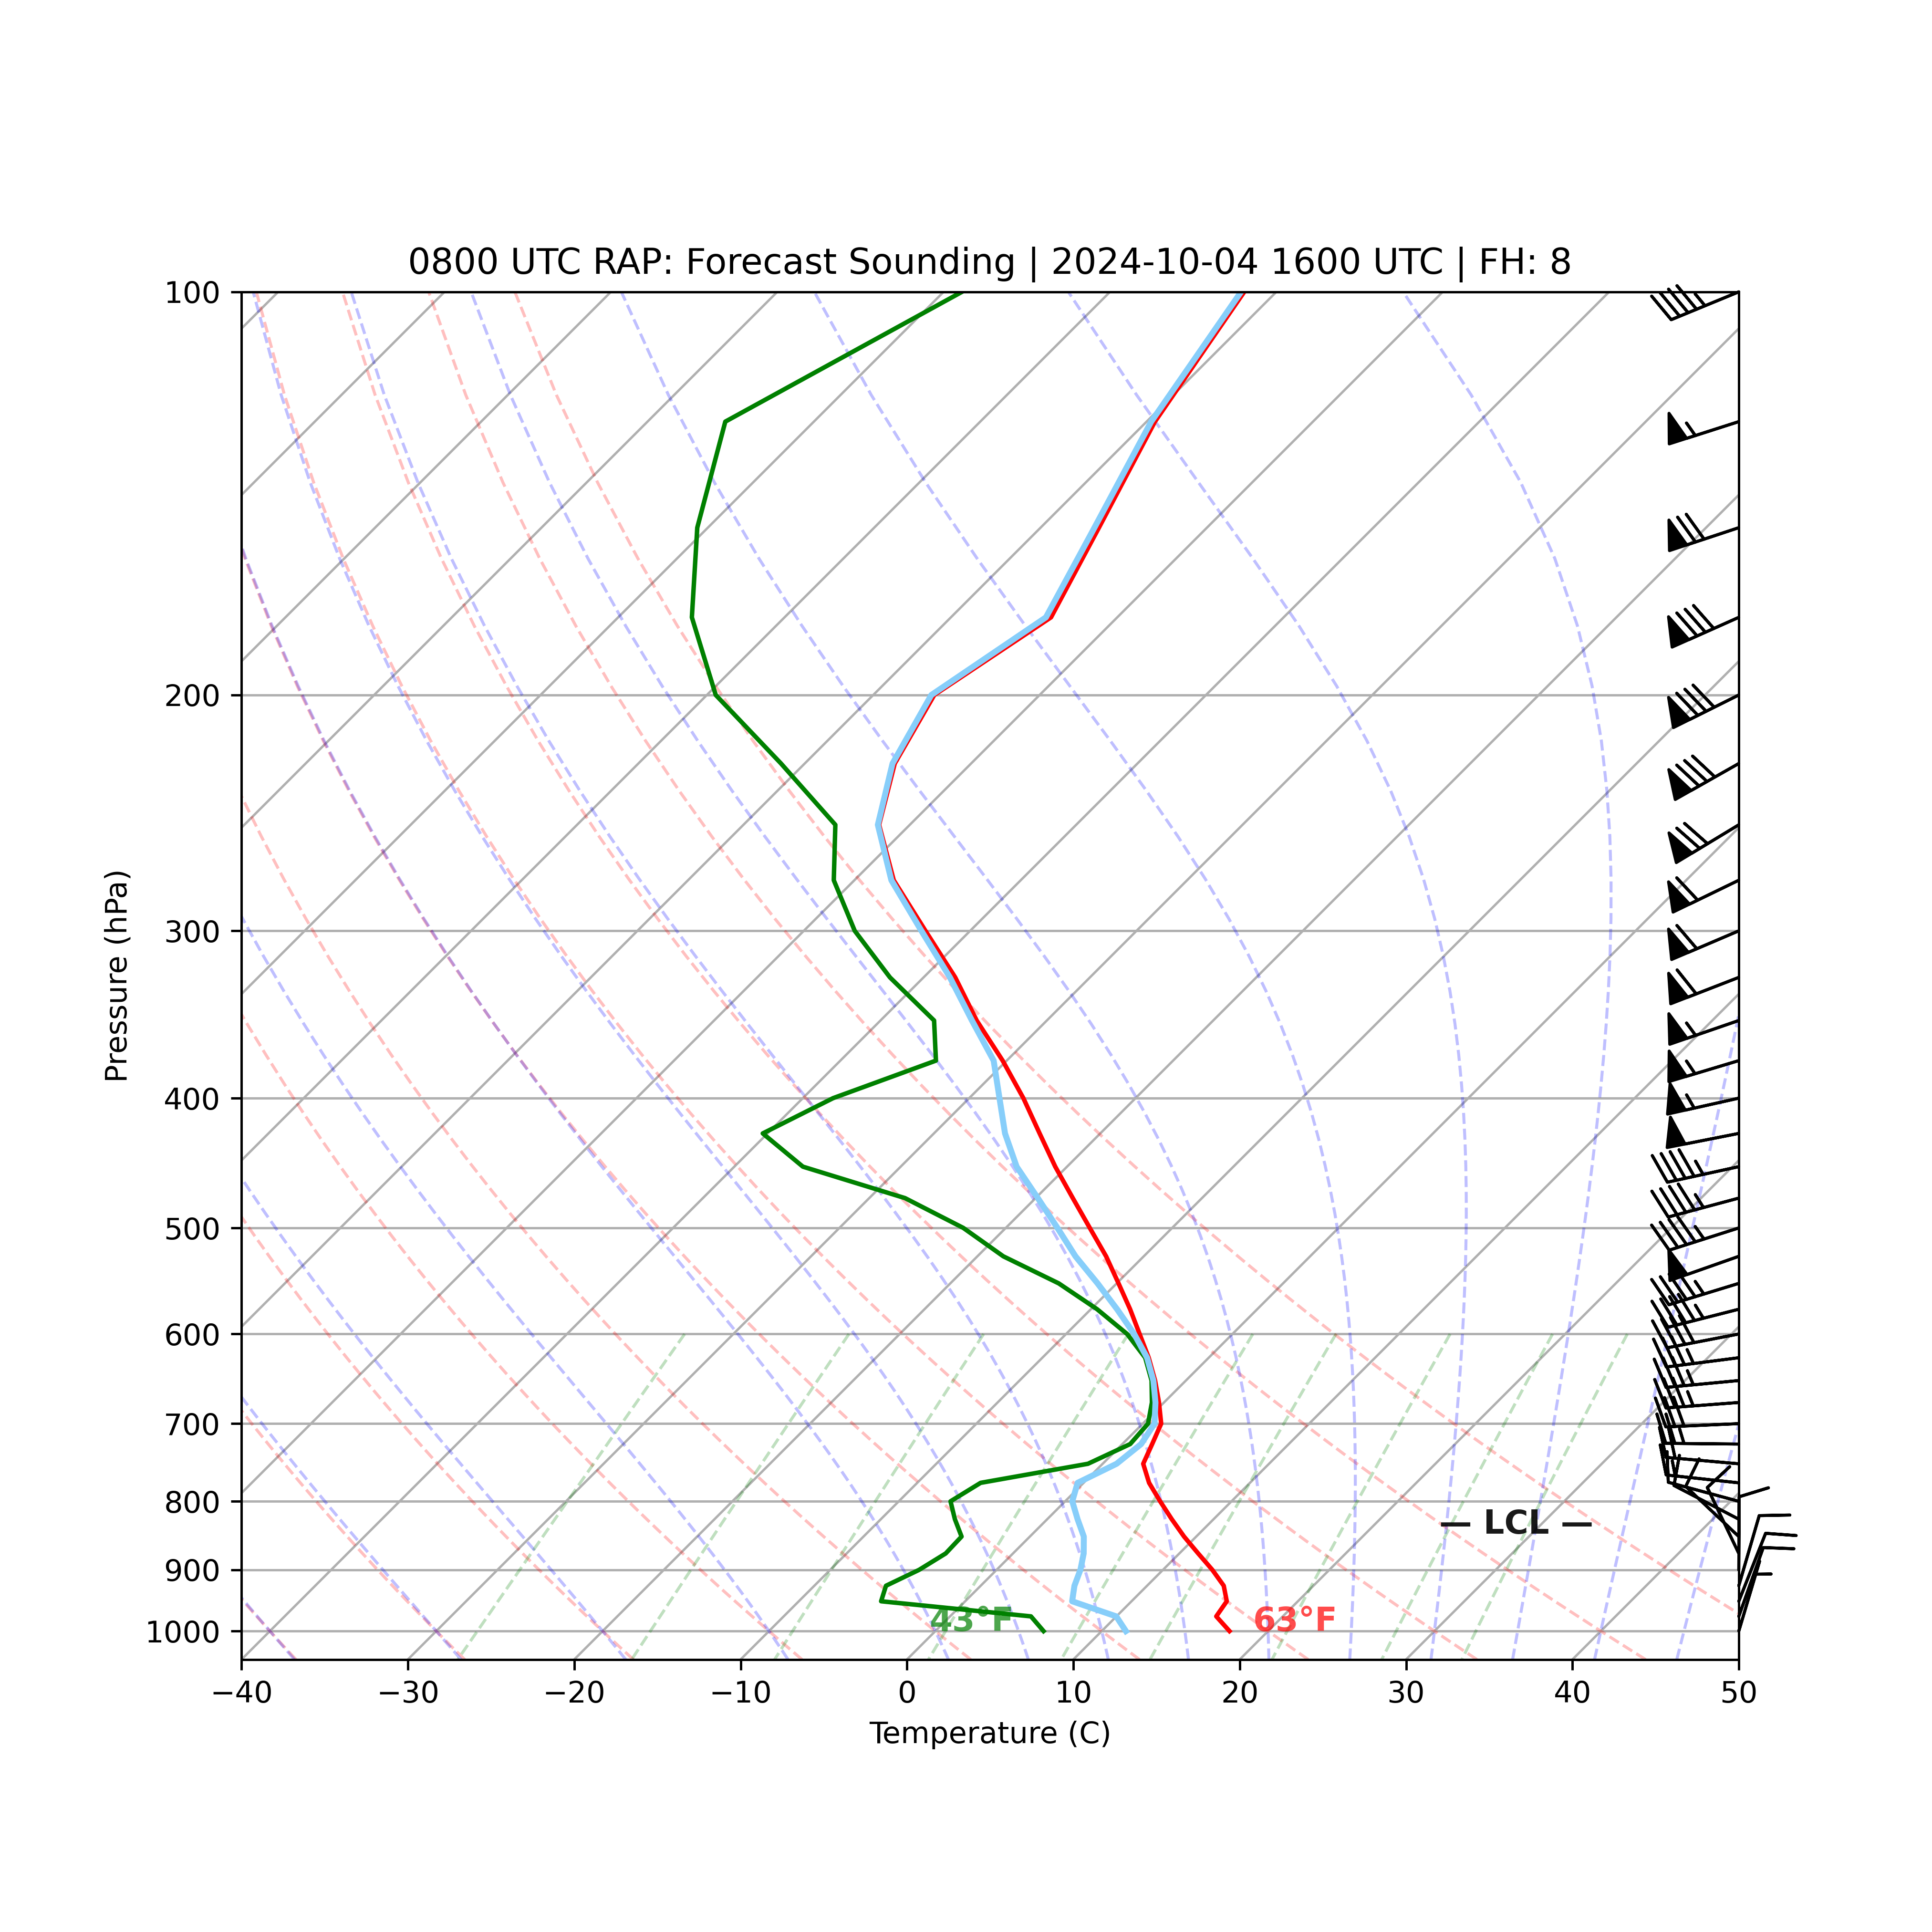 0800 UTC RAP: Forecast Sounding | 2024-10-04 1600 UTC | FH: 8
100
200
300
400
500
600
700
800
900
1000
Pressure (hPa)
— LCL —
43°F
63°F
−40 −30 −20 −10 0 10 20 30 40 50
Temperature (C)